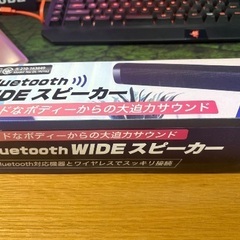 Bluetooth
WIDE スピーカー
ドなボディーからの大迫力サウンド
ドなボディーからの大迫力サウンド
Bluetooth WIDE スピーカー
Bluetooth対応機器とワイヤレスでスッキリ接続